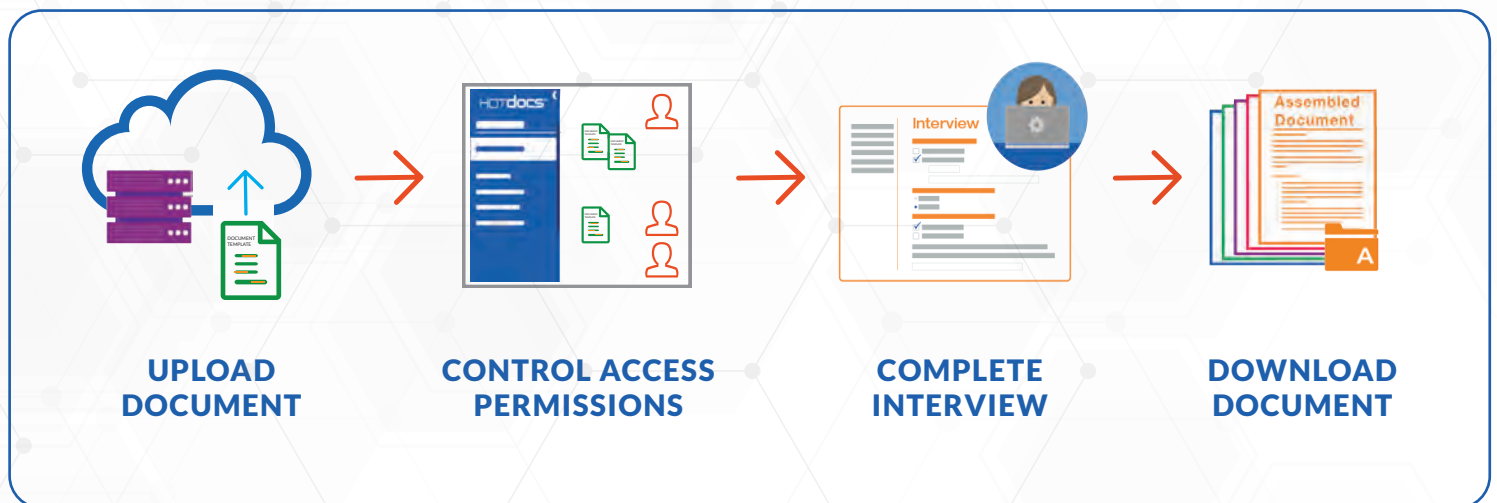 HOTDOCS
DOCUMENT
TEMPLATE
Interview
Assembled
Document
A
UPLOAD
DOCUMENT
CONTROL ACCESS
PERMISSIONS
COMPLETE
INTERVIEW
DOWNLOAD
DOCUMENT